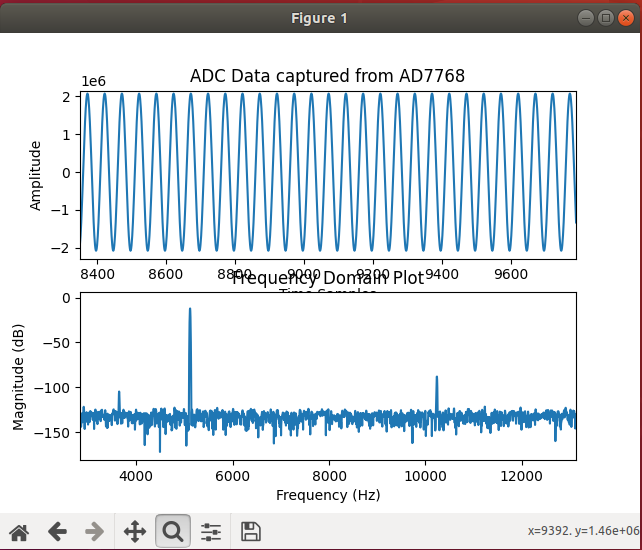 Figure 1
ADC Data captured from AD7768
1e6
2
1
0
−1
−2
Amplitude
8400 8600 8800 9000 9200 9400 9600
Time Samples
Frequency Domain Plot
0
−50
−100
−150
Magnitude (dB)
4000 6000 8000 10000 12000
Frequency (Hz)
x=9392. y=1.46e+06